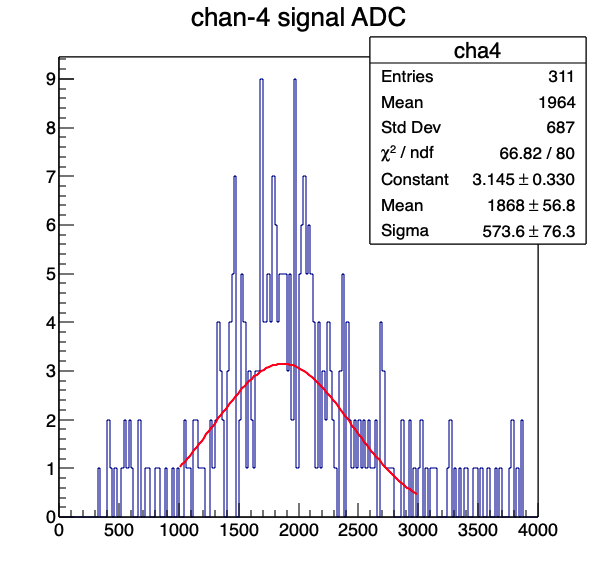 chan-4 signal ADC
cha4
Entries 311
Mean 1964
Std Dev 687
χ² / ndf 66.82 / 80
Constant 3.145 ± 0.330
Mean 1868 ± 56.8
Sigma 573.6 ± 76.3
9
8
7
6
5
4
3
2
1
0
0 500 1000 1500 2000 2500 3000 3500 4000